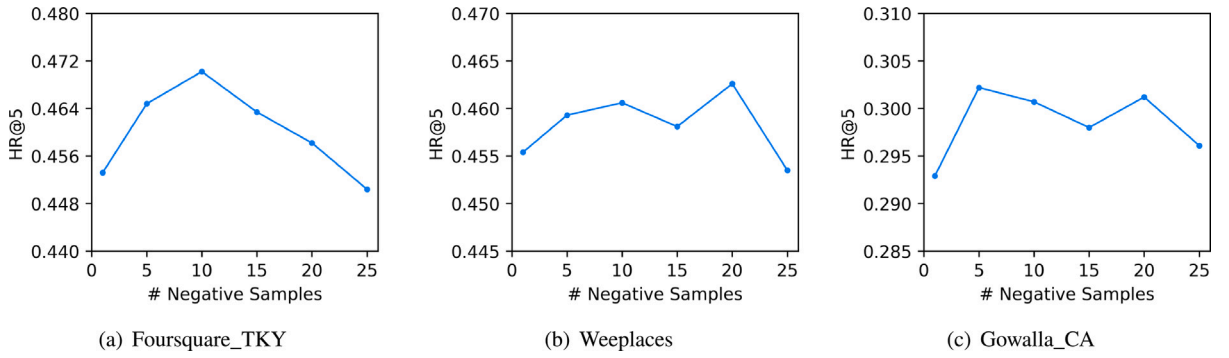 0.480
0.472
0.464
0.456
0.448
0.440
HR@5
0 5 10 15 20 25
# Negative Samples
(a) Foursquare_TKY
0.470
0.465
0.460
0.455
0.450
0.445
HR@5
0 5 10 15 20 25
# Negative Samples
(b) Weeplaces
0.310
0.305
0.300
0.295
0.290
0.285
HR@5
0 5 10 15 20 25
# Negative Samples
(c) Gowalla_CA